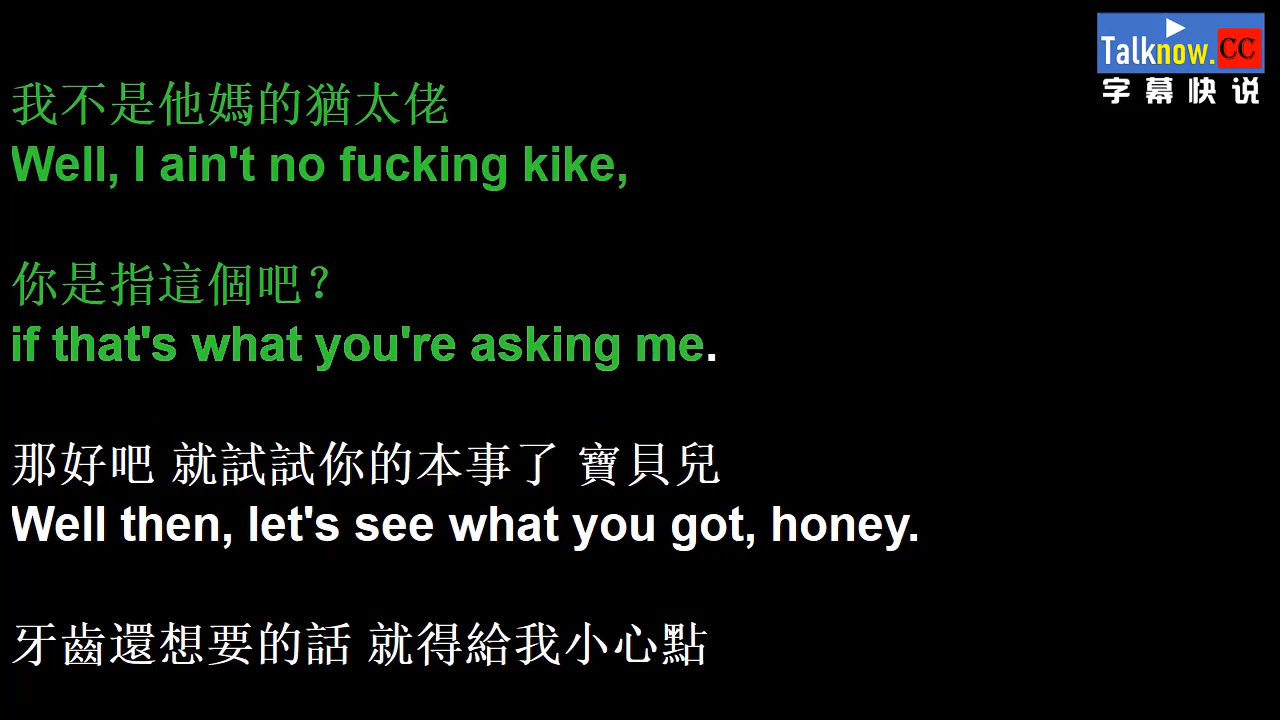 Talknow.CC
字幕快说
我不是他媽的猶太佬
Well, I ain't no fucking kike,
你是指這個吧？
if that's what you're asking me.
那好吧 就試試你的本事了 寶貝兒
Well then, let's see what you got, honey.
牙齒還想要的話 就得給我小心點